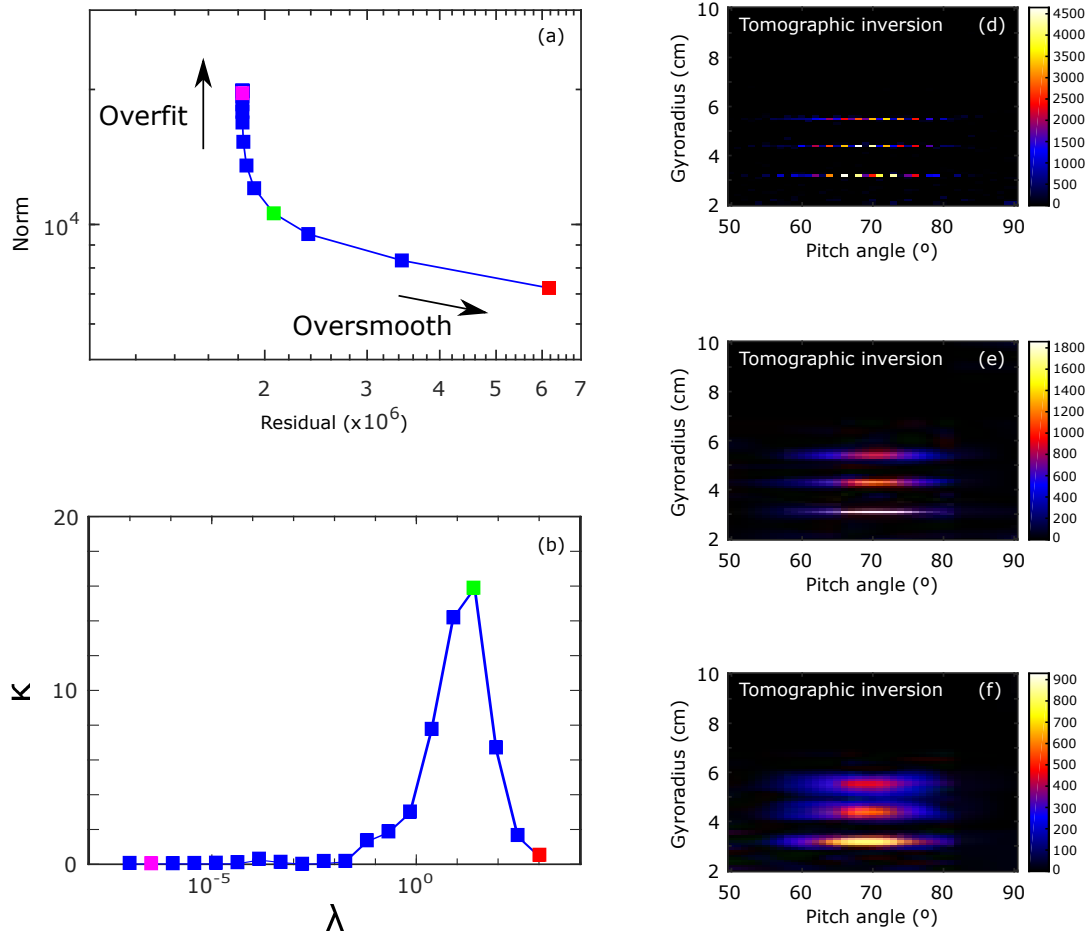 (a)
Overfit
Norm
10⁴
Oversmooth
2 3 4 5 6 7
Residual (x10⁶)
20
(b)
10
K
0
10⁻⁵ 10⁰
λ
10
Tomographic inversion (d)
8
6
4
2
Gyroradius (cm)
50 60 70 80 90
Pitch angle (º)
4500
4000
3500
3000
2500
2000
1500
1000
500
0
10
Tomographic inversion (e)
8
6
4
2
Gyroradius (cm)
50 60 70 80 90
Pitch angle (º)
1800
1600
1400
1200
1000
800
600
400
200
0
10
Tomographic inversion (f)
8
6
4
2
Gyroradius (cm)
50 60 70 80 90
Pitch angle (º)
900
800
700
600
500
400
300
200
100
0